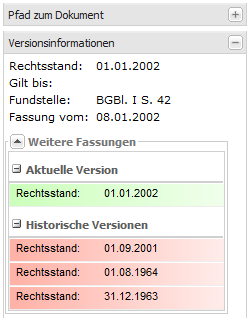 Pfad zum Dokument
Versionsinformationen
Rechtsstand: 01.01.2002
Gilt bis:
Fundstelle: BGBl. I S. 42
Fassung vom: 08.01.2002
Weitere Fassungen
Aktuelle Version
Rechtsstand: 01.01.2002
Historische Versionen
Rechtsstand: 01.09.2001
Rechtsstand: 01.08.1964
Rechtsstand: 31.12.1963